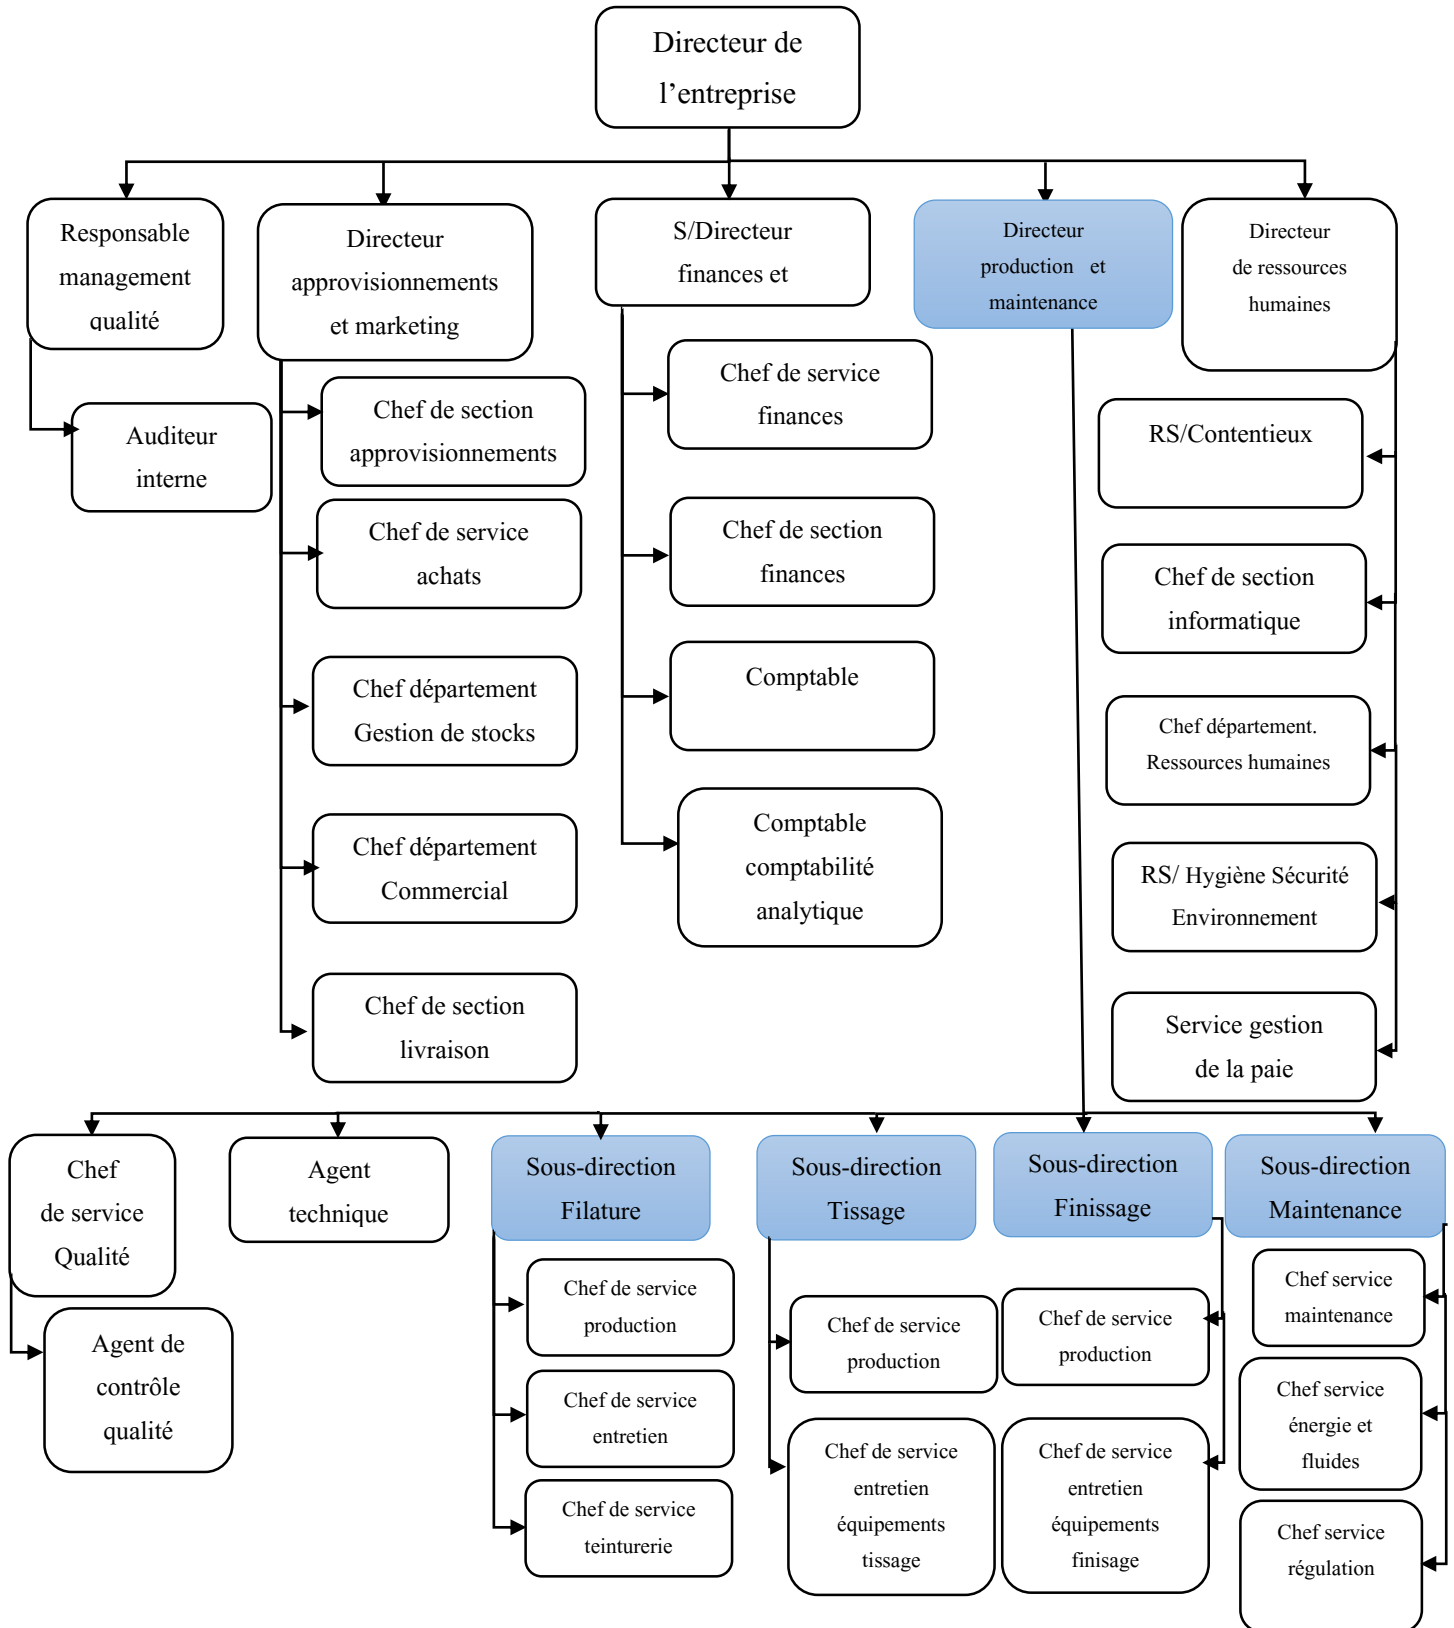 Directeur de
l’entreprise
Responsable
management
qualité
Directeur
approvisionnements
et marketing
S/Directeur
finances et
Directeur
production et
maintenance
Directeur
de ressources
humaines
Auditeur
interne
Chef de section
approvisionnements
Chef de service
achats
Chef département
Gestion de stocks
Chef département
Commercial
Chef de section
livraison
Chef de service
finances
Chef de section
finances
Comptable
Comptable
comptabilité
analytique
RS/Contentieux
Chef de section
informatique
Chef département.
Ressources humaines
RS/ Hygiène Sécurité
Environnement
Service gestion
de la paie
Chef
de service
Qualité
Agent de
contrôle
qualité
Agent
technique
Sous-direction
Filature
Chef de service
production
Chef de service
entretien
Chef de service
teinturerie
Sous-direction
Tissage
Chef de service
production
Chef de service
entretien
équipements
tissage
Sous-direction
Finissage
Chef de service
production
Chef de service
entretien
équipements
finisage
Sous-direction
Maintenance
Chef service
maintenance
Chef service
énergie et
fluides
Chef service
régulation